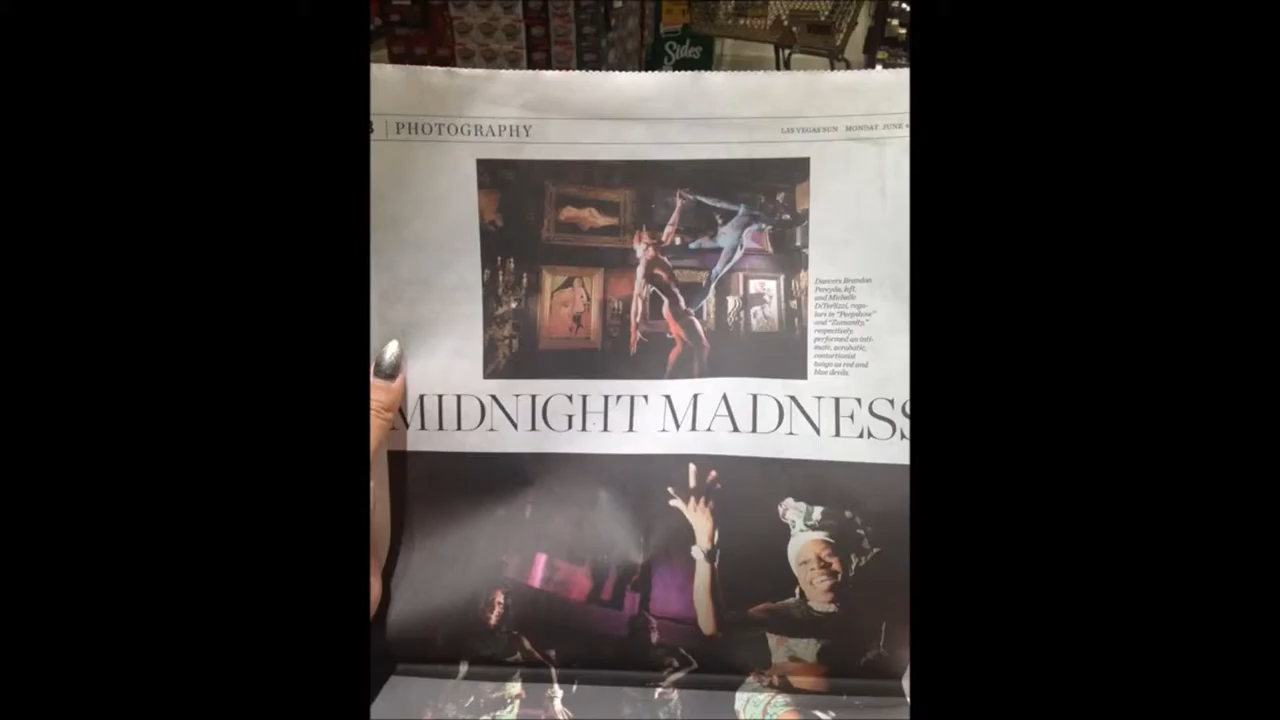 Sides
PHOTOGRAPHY
LAS VEGAS SUN MONDAY JUNE
Dancers Brandon
Pereyda, left,
and Michelle
DiTerlizzi, regu-
lars in "Peepshow"
and "Zumanity,"
respectively,
performed an inti-
mate, acrobatic,
contortionist
tango as red and
blue devils.
MIDNIGHT MADNESS